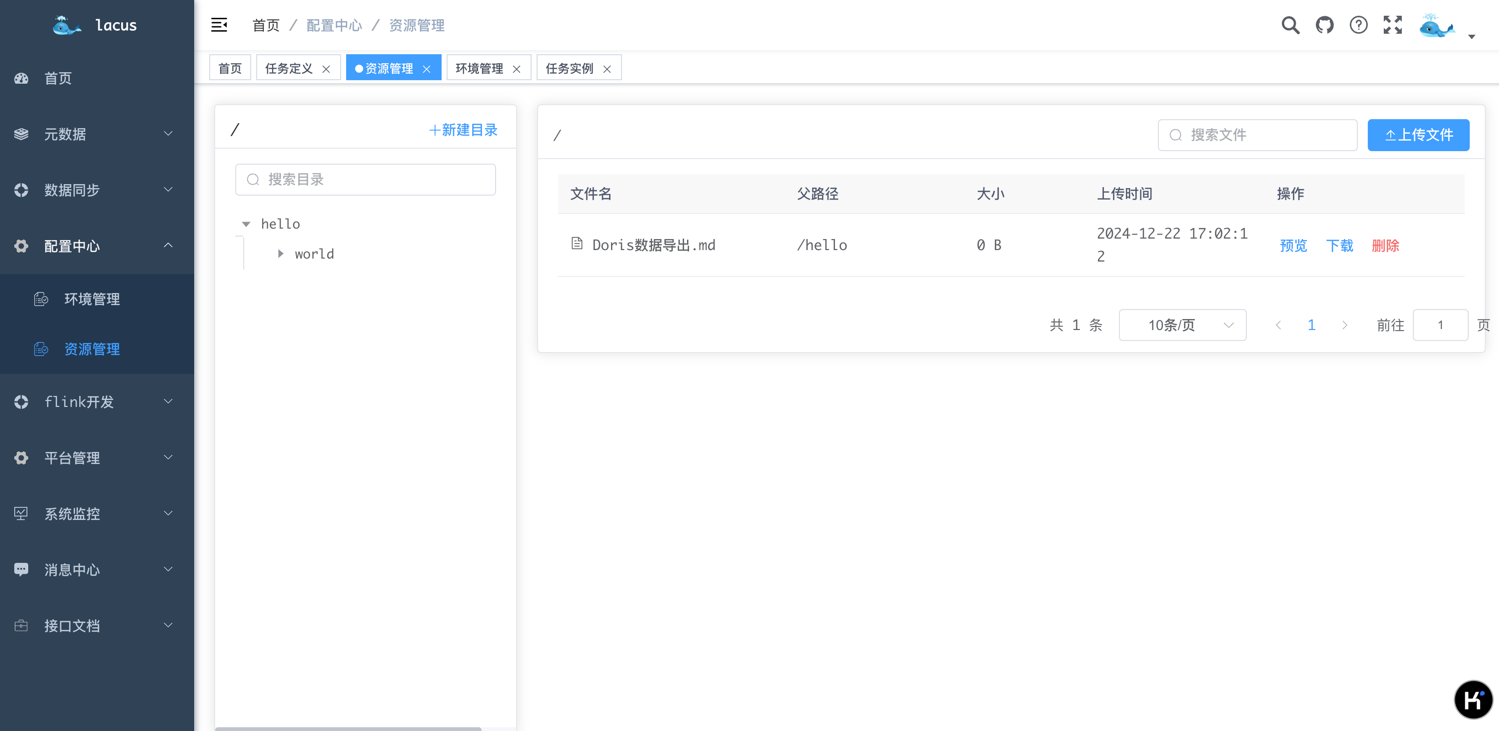 lacus
首页 / 配置中心 / 资源管理
首页 任务定义 资源管理 环境管理 任务实例
首页
元数据
数据同步
配置中心
环境管理
资源管理
flink开发
平台管理
系统监控
消息中心
接口文档
/ 新建目录
搜索目录
hello
world
/ 搜索文件 上传文件
文件名 父路径 大小 上传时间 操作
Doris数据导出.md /hello 0 B 2024-12-22 17:02:1 预览 下载 删除
2
共 1 条 10条/页 1 前往 1 页
K